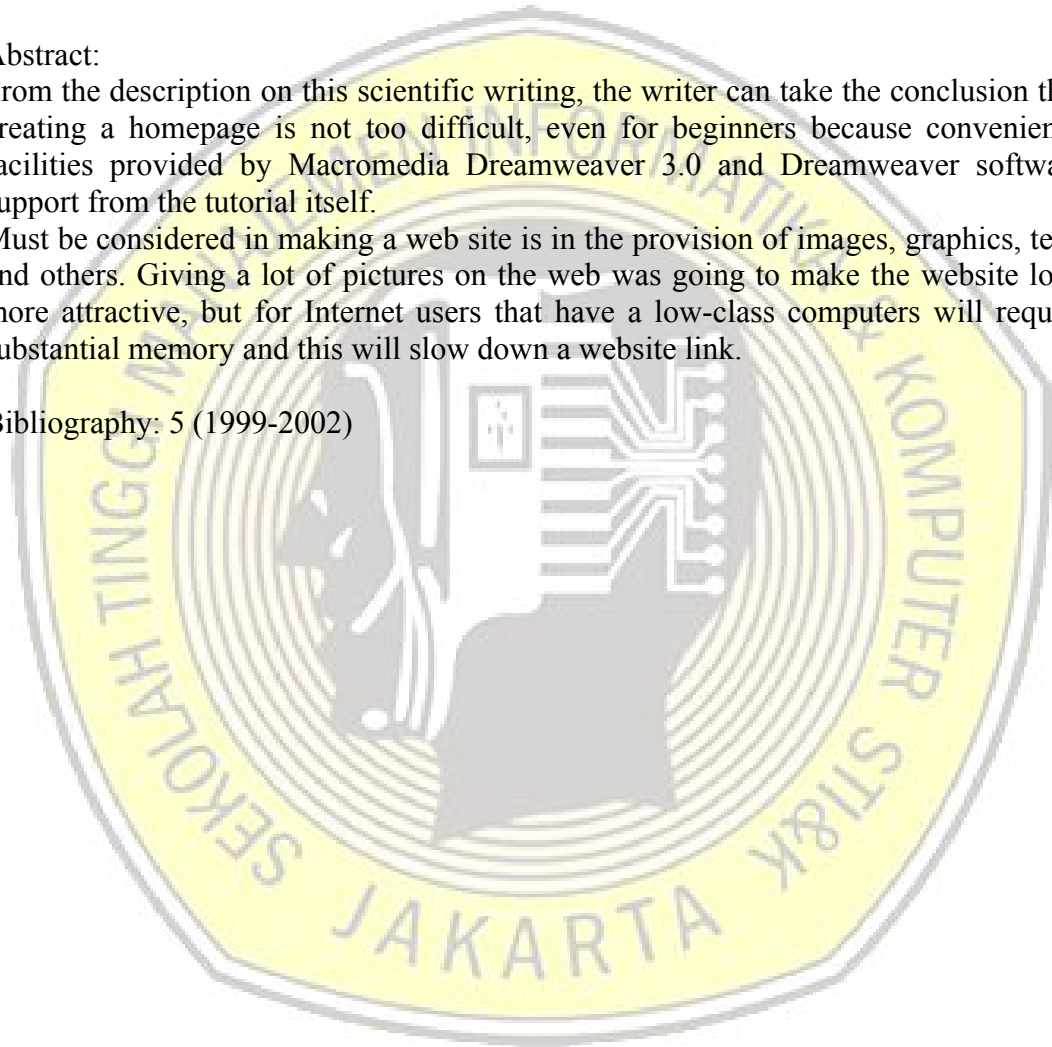 Abstract:
rom the description on this scientific writing, the writer can take the conclusion th
reating a homepage is not too difficult, even for beginners because convenien
acilities provided by Macromedia Dreamweaver 3.0 and Dreamweaver softwa
upport from the tutorial itself.
Must be considered in making a web site is in the provision of images, graphics, te
nd others. Giving a lot of pictures on the web was going to make the website lo
more attractive, but for Internet users that have a low-class computers will requ
ubstantial memory and this will slow down a website link.
Bibliography: 5 (1999-2002)
SEKOLAH TINGGI MANAJEMEN INFORMATIKA & KOMPUTER STI&K
JAKARTA